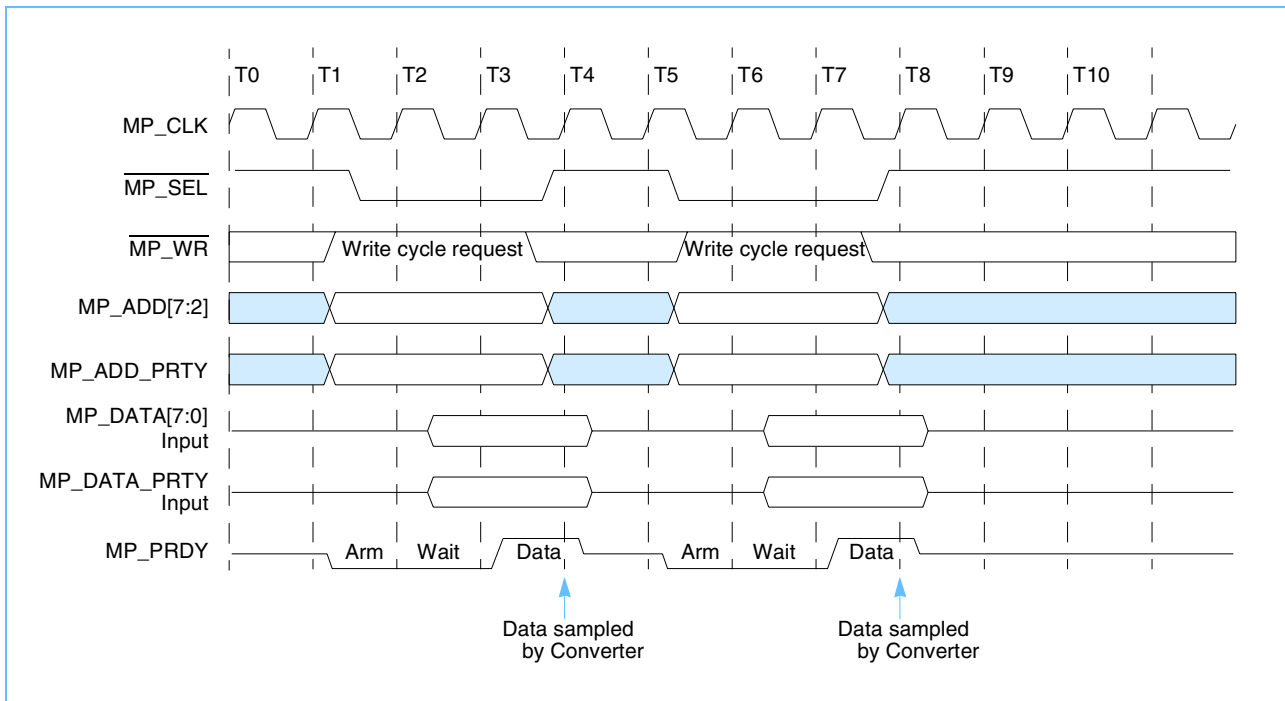 T0 T1 T2 T3 T4 T5 T6 T7 T8 T9 T10
MP_CLK
MP_SEL
MP_WR Write cycle request Write cycle request
MP_ADD[7:2]
MP_ADD_PRTY
MP_DATA[7:0]
Input
MP_DATA_PRTY
Input
MP_PRDY Arm Wait Data Arm Wait Data
Data sampled Data sampled
by Converter by Converter